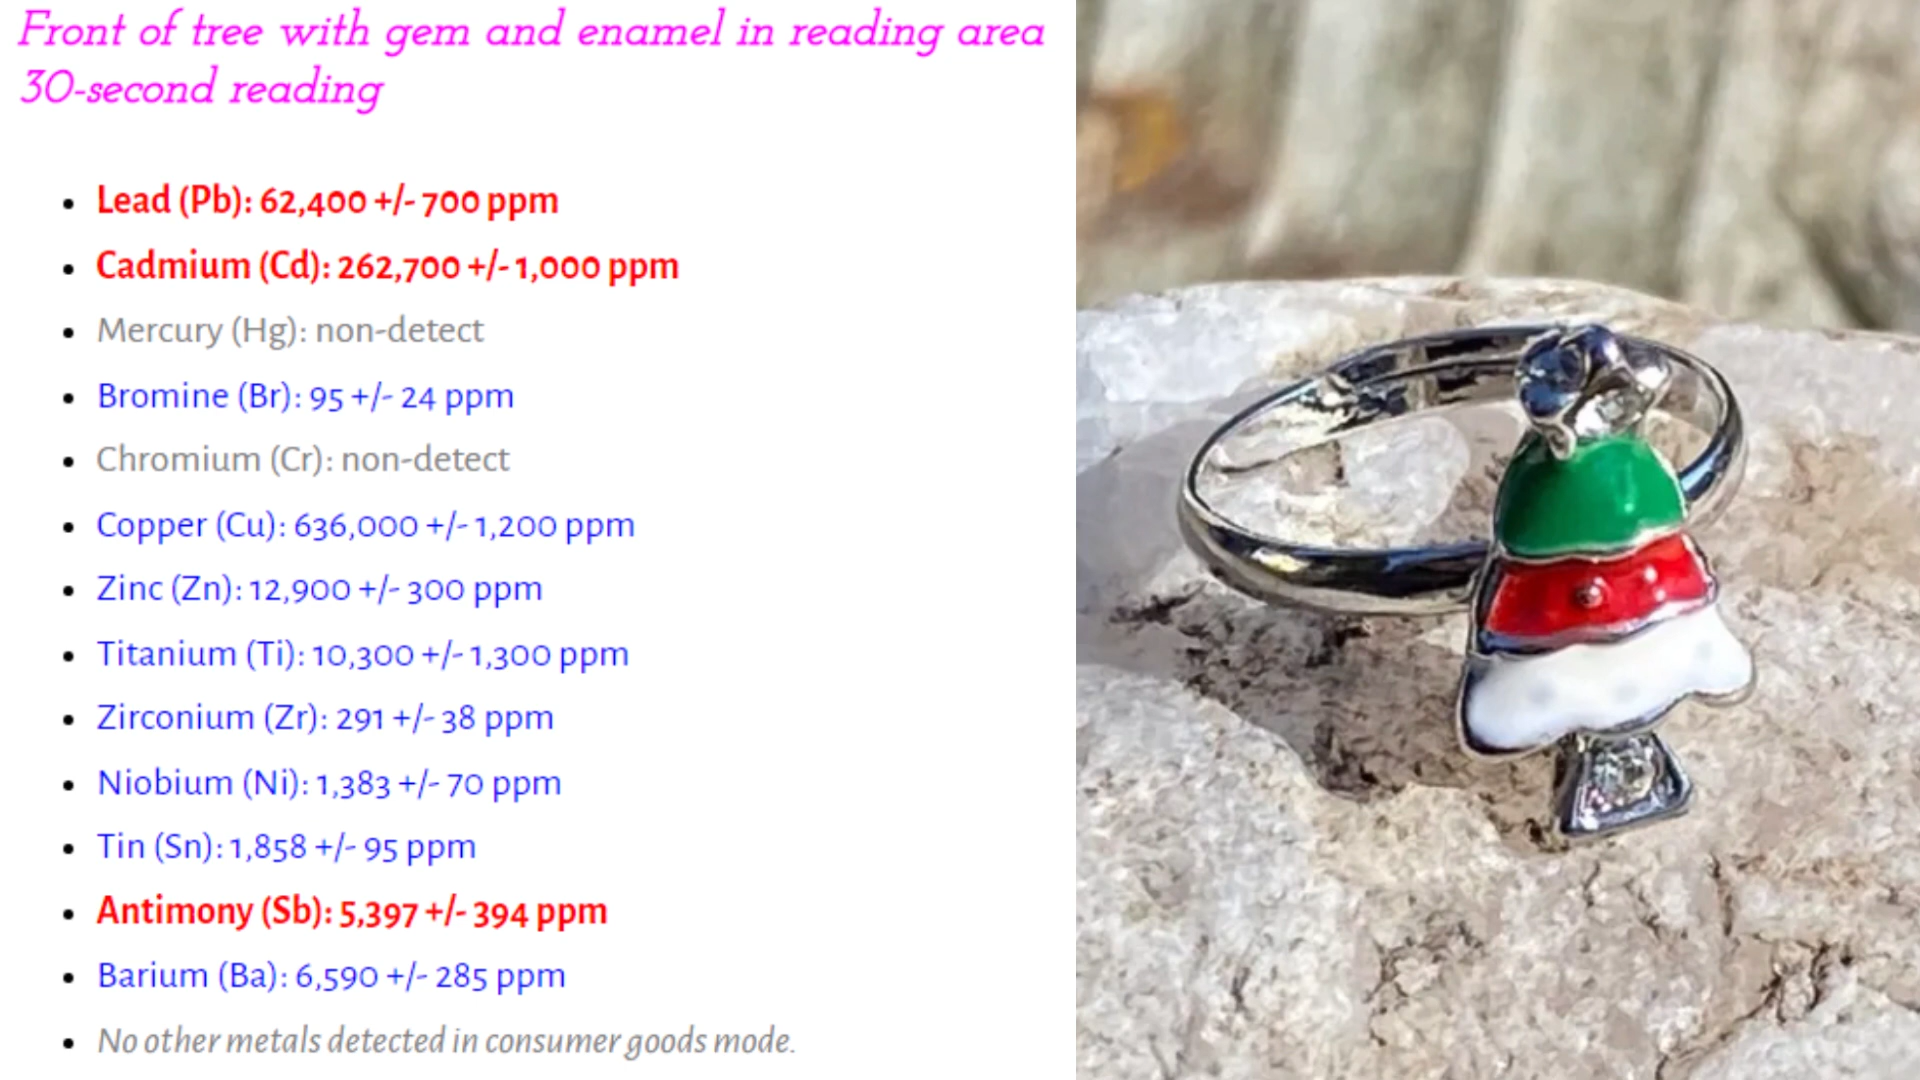 Front of tree with gem and enamel in reading area
30-second reading
• Lead (Pb): 62,400 +/- 700 ppm
• Cadmium (Cd): 262,700 +/- 1,000 ppm
• Mercury (Hg): non-detect
• Bromine (Br): 95 +/- 24 ppm
• Chromium (Cr): non-detect
• Copper (Cu): 636,000 +/- 1,200 ppm
• Zinc (Zn): 12,900 +/- 300 ppm
• Titanium (Ti): 10,300 +/- 1,300 ppm
• Zirconium (Zr): 291 +/- 38 ppm
• Niobium (Ni): 1,383 +/- 70 ppm
• Tin (Sn): 1,858 +/- 95 ppm
• Antimony (Sb): 5,397 +/- 394 ppm
• Barium (Ba): 6,590 +/- 285 ppm
• No other metals detected in consumer goods mode.